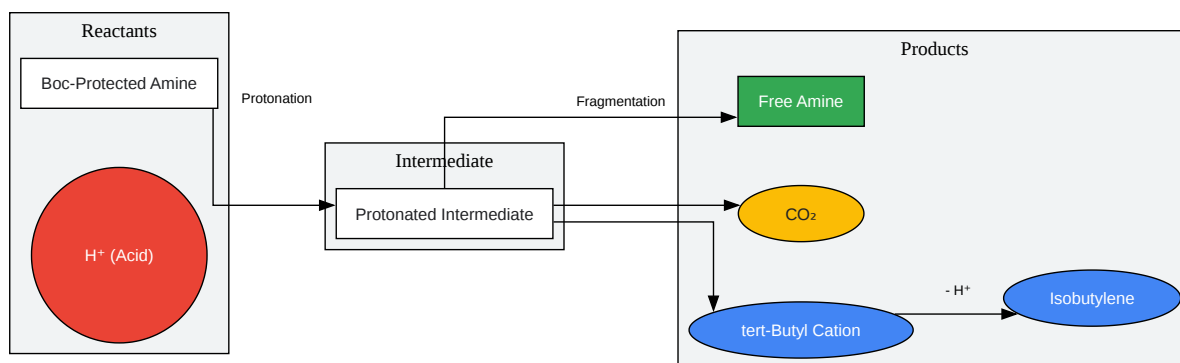 Reactants
Boc-Protected Amine
H⁺ (Acid)
Protonation
Intermediate
Protonated Intermediate
Fragmentation
Products
Free Amine
CO₂
tert-Butyl Cation
- H⁺
Isobutylene